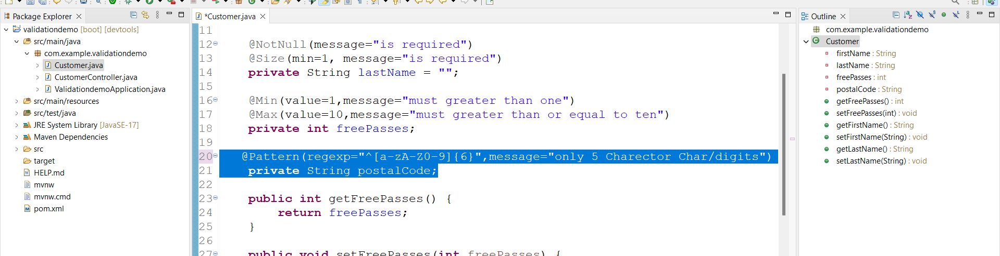 Package Explorer
validationdemo [boot] [devtools]
src/main/java
com.example.validationdemo
Customer.java
CustomerController.java
ValidationdemoApplication.java
src/main/resources
src/test/java
JRE System Library [JavaSE-17]
Maven Dependencies
src
target
HELP.md
mvnw
mvnw.cmd
pom.xml
*Customer.java
11
12 @NotNull(message="is required")
13 @Size(min=1, message="is required")
14 private String lastName = "";
15
16 @Min(value=1,message="must greater than one")
17 @Max(value=10,message="must greater than or equal to ten")
18 private int freePasses;
19
20 @Pattern(regexp="^[a-zA-Z0-9]{6}",message="only 5 Charector Char/digits")
21 private String postalCode;
22
23 public int getFreePasses() {
24 return freePasses;
25 }
26
27 public void setFreePasses(int freePasses) {
Outline
com.example.validationdemo
Customer
firstName : String
lastName : String
freePasses : int
postalCode : String
getFreePasses() : int
setFreePasses(int) : void
getFirstName() : String
setFirstName(String) : void
getLastName() : String
setLastName(String) : void